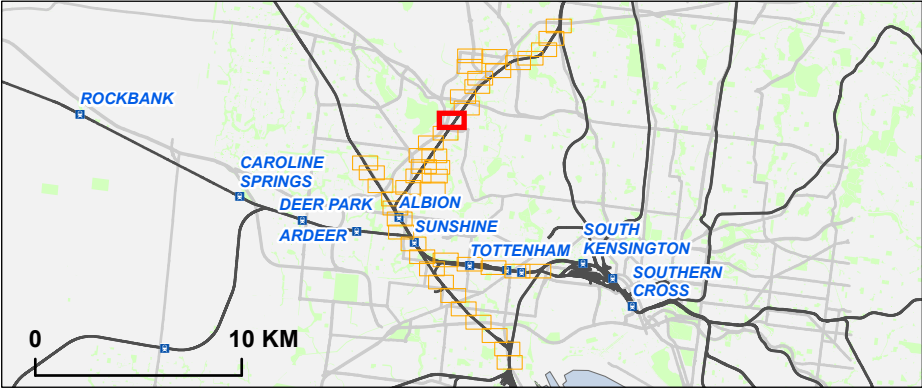 ROCKBANK
CAROLINE
SPRINGS
DEER PARK
ARDEER
ALBION
SUNSHINE
TOTTENHAM
SOUTH
KENSINGTON
SOUTHERN
CROSS
0 10 KM